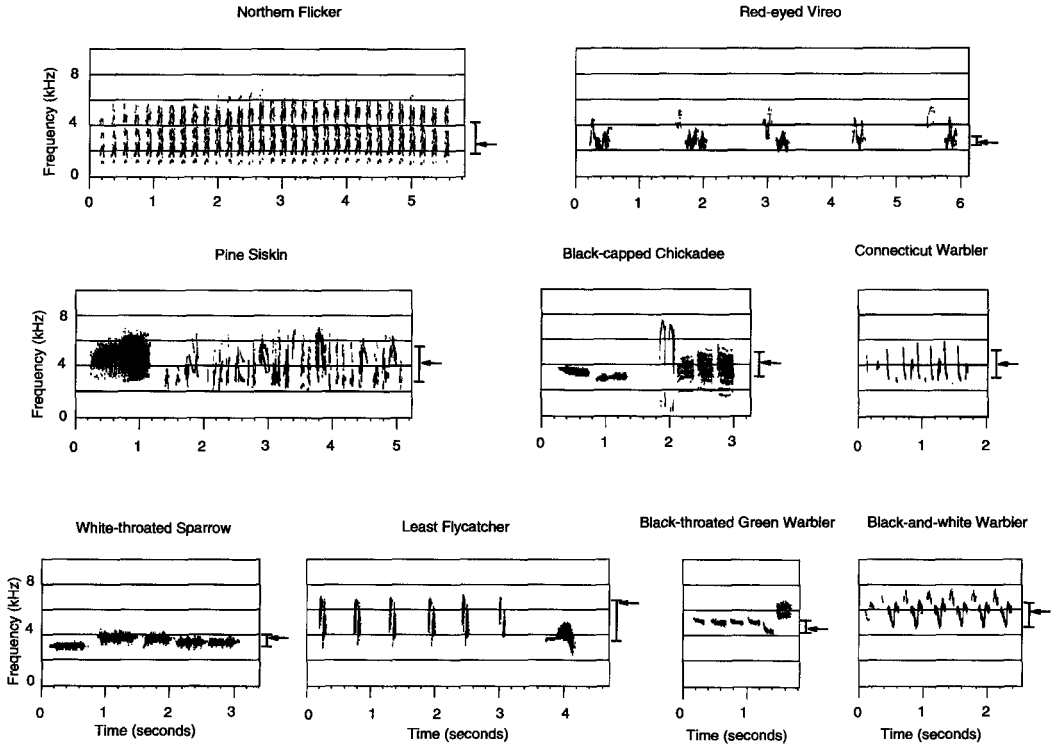 Northern Flicker
Red-eyed Vireo
Frequency (kHz)
8
4
0
0 1 2 3 4 5
0 1 2 3 4 5 6
Pine Siskin
Black-capped Chickadee
Connecticut Warbler
Frequency (kHz)
8
4
0
0 1 2 3 4 5
0 1 2 3
0 1 2
White-throated Sparrow
Least Flycatcher
Black-throated Green Warbler
Black-and-white Warbler
Frequency (kHz)
8
4
0
0 1 2 3
0 1 2 3 4
0 1
0 1 2
Time (seconds)
Time (seconds)
Time (seconds)
Time (seconds)